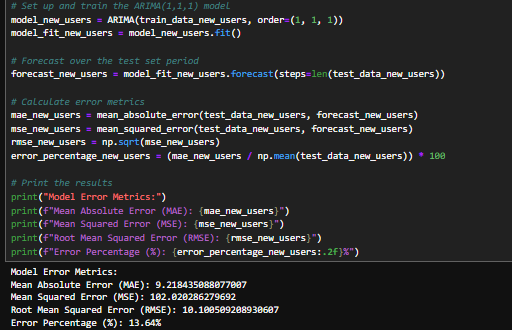 # Set up and train the ARIMA(1,1,1) model
model_new_users = ARIMA(train_data_new_users, order=(1, 1, 1))
model_fit_new_users = model_new_users.fit()
# Forecast over the test set period
forecast_new_users = model_fit_new_users.forecast(steps=len(test_data_new_users))
# Calculate error metrics
mae_new_users = mean_absolute_error(test_data_new_users, forecast_new_users)
mse_new_users = mean_squared_error(test_data_new_users, forecast_new_users)
rmse_new_users = np.sqrt(mse_new_users)
error_percentage_new_users = (mae_new_users / np.mean(test_data_new_users)) * 100
# Print the results
print("Model Error Metrics:")
print(f"Mean Absolute Error (MAE): {mae_new_users}")
print(f"Mean Squared Error (MSE): {mse_new_users}")
print(f"Root Mean Squared Error (RMSE): {rmse_new_users}")
print(f"Error Percentage (%): {error_percentage_new_users:.2f}%")
Model Error Metrics:
Mean Absolute Error (MAE): 9.218435088077007
Mean Squared Error (MSE): 102.020286279692
Root Mean Squared Error (RMSE): 10.100509208930607
Error Percentage (%): 13.64%